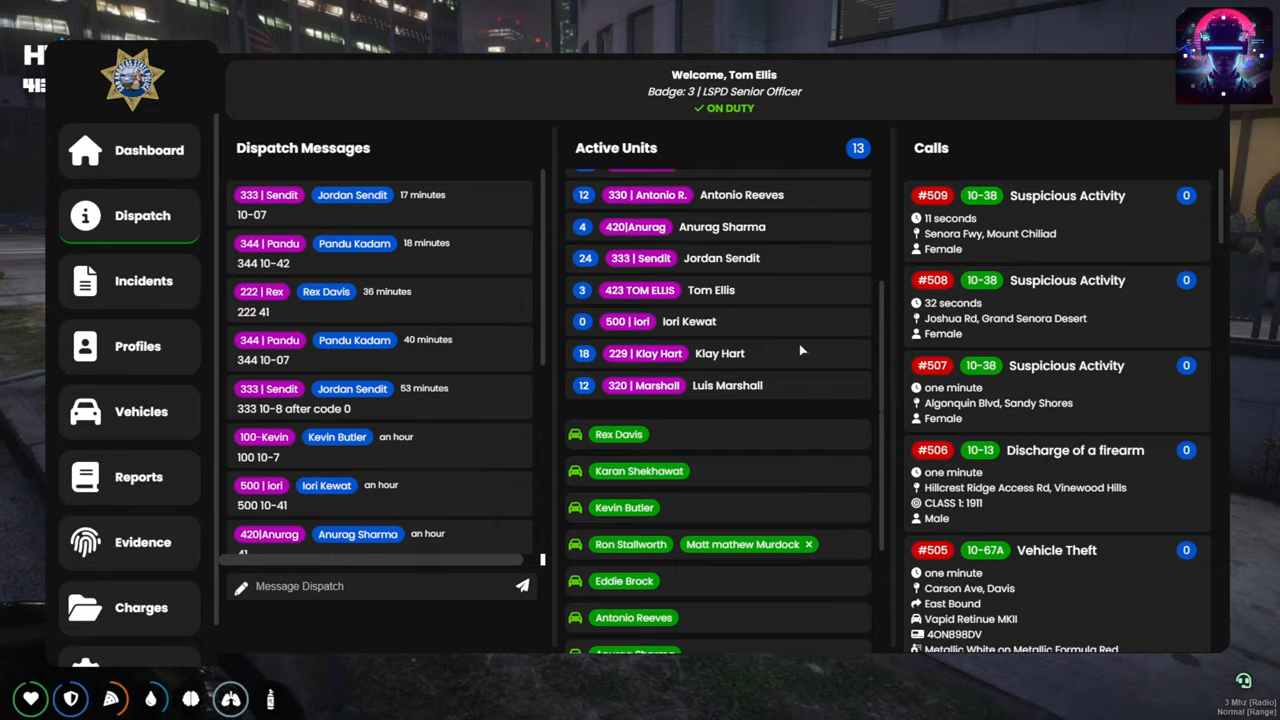 Welcome, Tom Ellis
Badge: 3 | LSPD Senior Officer
ON DUTY
Dashboard
Dispatch
Incidents
Profiles
Vehicles
Reports
Evidence
Charges
Dispatch Messages
333 | Sendit Jordan Sendit 17 minutes
10-07
344 | Pandu Pandu Kadam 18 minutes
344 10-42
222 | Rex Rex Davis 36 minutes
222 41
344 | Pandu Pandu Kadam 40 minutes
344 10-07
333 | Sendit Jordan Sendit 53 minutes
333 10-8 after code 0
100-Kevin Kevin Butler an hour
100 10-7
500 | iori Iori Kewat an hour
500 10-41
420|Anurag Anurag Sharma an hour
41
Message Dispatch
Active Units 13
12 330 | Antonio R. Antonio Reeves
4 420|Anurag Anurag Sharma
24 333 | Sendit Jordan Sendit
3 423 TOM ELLIS Tom Ellis
0 500 | iori Iori Kewat
18 229 | Klay Hart Klay Hart
12 320 | Marshall Luis Marshall
Rex Davis
Karan Shekhawat
Kevin Butler
Ron Stallworth Matt mathew Murdock ×
Eddie Brock
Antonio Reeves
Anurag Sharma
Calls
#509 10-38 Suspicious Activity 0
11 seconds
Senora Fwy, Mount Chiliad
Female
#508 10-38 Suspicious Activity 0
32 seconds
Joshua Rd, Grand Senora Desert
Female
#507 10-38 Suspicious Activity 0
one minute
Algonquin Blvd, Sandy Shores
Female
#506 10-13 Discharge of a firearm 0
one minute
Hillcrest Ridge Access Rd, Vinewood Hills
CLASS 1: 1911
Male
#505 10-67A Vehicle Theft 0
one minute
Carson Ave, Davis
East Bound
Vapid Retinue MKII
4ON898DV
Metallic White on Metallic Formula Red
3 Mhz [Radio]
Normal [Range]